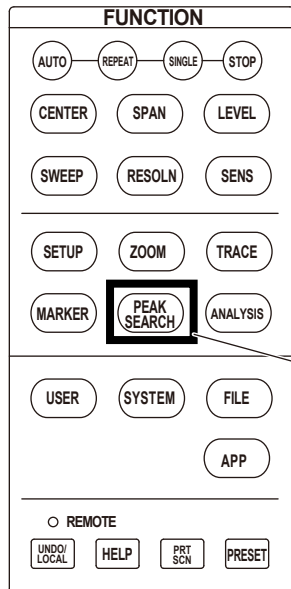 FUNCTION
AUTO REPEAT SINGLE STOP
CENTER SPAN LEVEL
SWEEP RESOLN SENS
SETUP ZOOM TRACE
MARKER PEAK SEARCH ANALYSIS
USER SYSTEM FILE
APP
REMOTE
UNDO/ LOCAL HELP PRT SCN PRESET